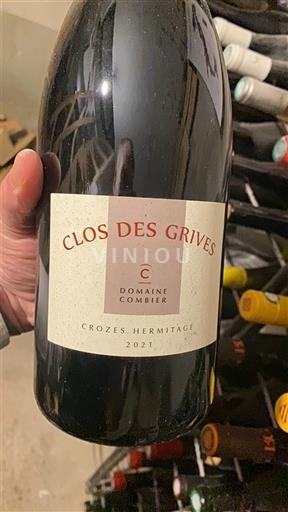 CLOS DES GRIVES
VINIOU
C
DOMAINE
COMBIER
CROZES HERMITAGE
2021